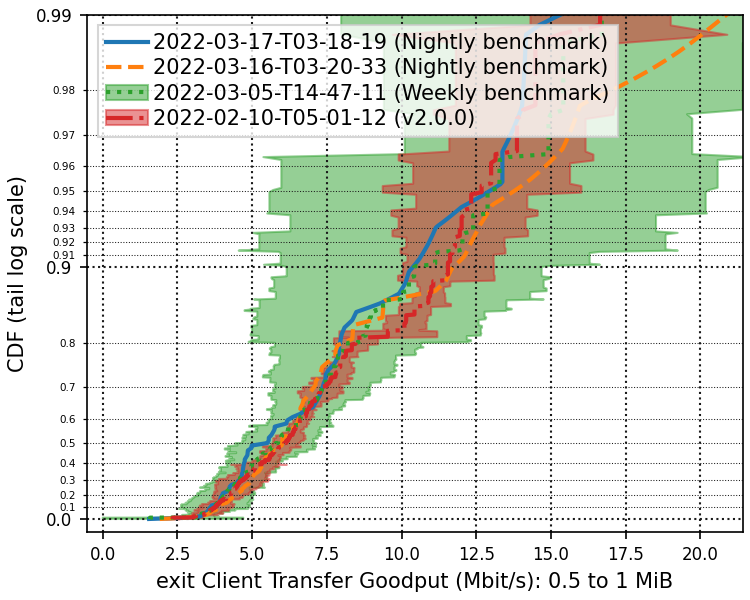 2022-03-17-T03-18-19 (Nightly benchmark)
2022-03-16-T03-20-33 (Nightly benchmark)
2022-03-05-T14-47-11 (Weekly benchmark)
2022-02-10-T05-01-12 (v2.0.0)
CDF (tail log scale)
0.99
0.98
0.97
0.96
0.95
0.94
0.93
0.92
0.91
0.9
0.8
0.7
0.6
0.5
0.4
0.3
0.2
0.1
0.0
0.0 2.5 5.0 7.5 10.0 12.5 15.0 17.5 20.0
exit Client Transfer Goodput (Mbit/s): 0.5 to 1 MiB